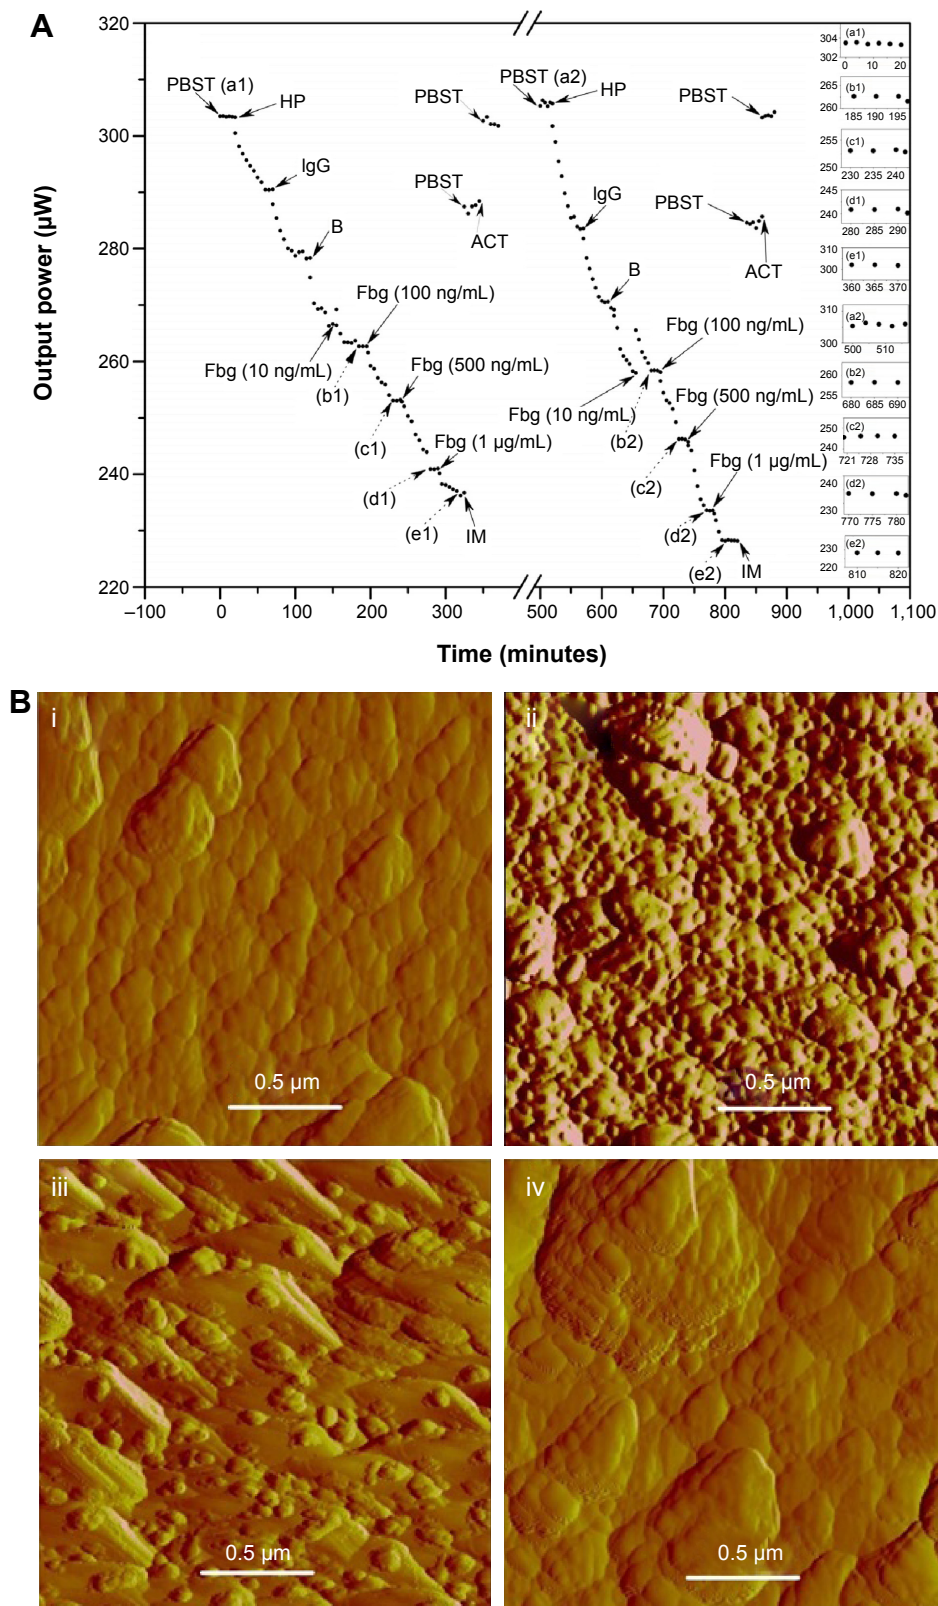 A
Output power (μW)
320
300
280
260
240
220
–100
0
100
200
300
500
600
700
800
900
1,000
1,100
Time (minutes)
PBST (a1)
HP
IgG
B
Fbg (10 ng/mL)
(b1)
Fbg (100 ng/mL)
(c1)
Fbg (500 ng/mL)
(d1)
Fbg (1 μg/mL)
(e1)
IM
PBST
ACT
PBST
PBST (a2)
HP
IgG
B
Fbg (10 ng/mL)
(b2)
Fbg (100 ng/mL)
(c2)
Fbg (500 ng/mL)
(d2)
Fbg (1 μg/mL)
(e2)
IM
PBST
ACT
PBST
304
302
(a1)
0 10 20
265
260
(b1)
185 190 195
255
250
(c1)
230 235 240
245
240
(d1)
280 285 290
310
300
(e1)
360 365 370
310
300
(a2)
500 510
260
255
(b2)
680 685 690
250
240
(c2)
721 728 735
240
230
(d2)
770 775 780
230
220
(e2)
810 820
B
i
0.5 μm
ii
0.5 μm
iii
0.5 μm
iv
0.5 μm